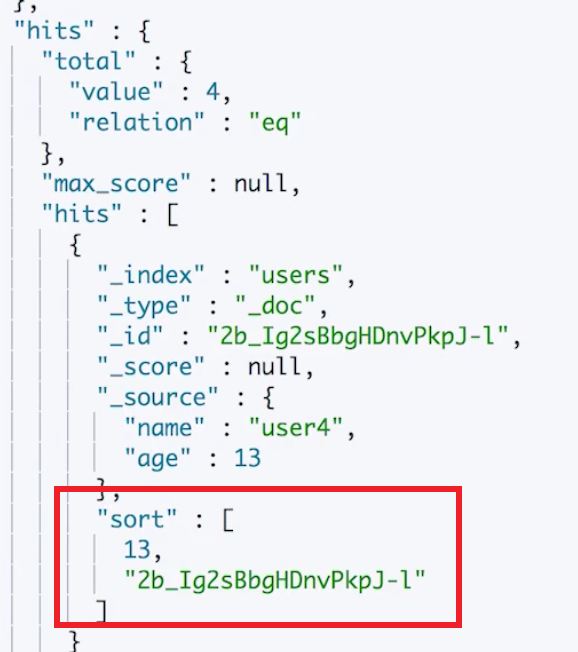 },
"hits" : {
"total" : {
"value" : 4,
"relation" : "eq"
},
"max_score" : null,
"hits" : [
{
"_index" : "users",
"_type" : "_doc",
"_id" : "2b_Ig2sBbgHDnvPkpJ-l",
"_score" : null,
"_source" : {
"name" : "user4",
"age" : 13
},
"sort" : [
13,
"2b_Ig2sBbgHDnvPkpJ-l"
]
}